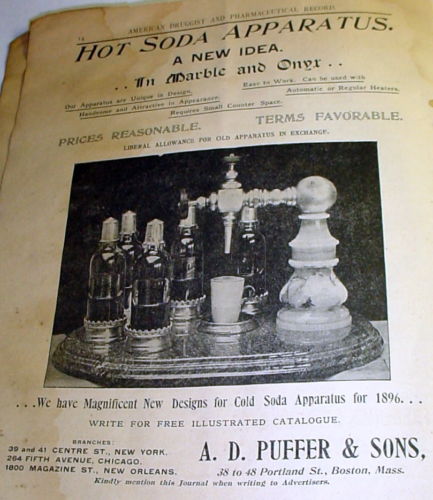 14 AMERICAN DRUGGIST AND PHARMACEUTICAL RECORD.
HOT SODA APPARATUS.
A NEW IDEA.
. . In Marble and Onyx . .
Our Apparatus are Unique in Design.
Easy to Work. Can be used with
Handsome and Attractive in Appearance.
Automatic or Regular Heaters.
Requires Small Counter Space.
PRICES REASONABLE. TERMS FAVORABLE.
LIBERAL ALLOWANCE FOR OLD APPARATUS IN EXCHANGE.
. . .We have Magnificent New Designs for Cold Soda Apparatus for 1896. . .
WRITE FOR FREE ILLUSTRATED CATALOGUE.
BRANCHES:
39 and 41 CENTRE ST., NEW YORK.
264 FIFTH AVENUE, CHICAGO.
1800 MAGAZINE ST., NEW ORLEANS.
A. D. PUFFER & SONS,
38 to 48 Portland St., Boston, Mass.
Kindly mention this Journal when writing to Advertisers.